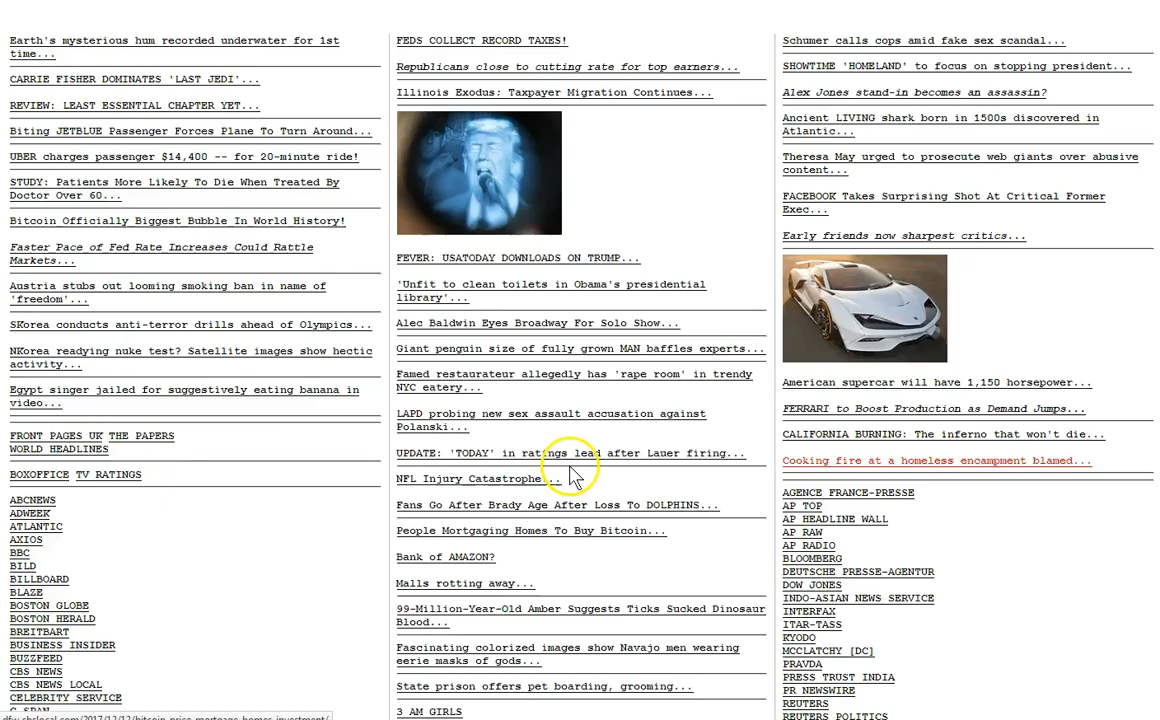 Earth's mysterious hum recorded underwater for 1st
time...
CARRIE FISHER DOMINATES 'LAST JEDI'...
REVIEW: LEAST ESSENTIAL CHAPTER YET...
Biting JETBLUE Passenger Forces Plane To Turn Around...
UBER charges passenger $14,400 -- for 20-minute ride!
STUDY: Patients More Likely To Die When Treated By
Doctor Over 60...
Bitcoin Officially Biggest Bubble In World History!
Faster Pace of Fed Rate Increases Could Rattle
Markets...
Austria stubs out looming smoking ban in name of
'freedom'...
SKorea conducts anti-terror drills ahead of Olympics...
NKorea readying nuke test? Satellite images show hectic
activity...
Egypt singer jailed for suggestively eating banana in
video...
FRONT PAGES UK THE PAPERS
WORLD HEADLINES
BOXOFFICE TV RATINGS
ABCNEWS
ADWEEK
ATLANTIC
AXIOS
BBC
BILD
BILLBOARD
BLAZE
BOSTON GLOBE
BOSTON HERALD
BREITBART
BUSINESS INSIDER
BUZZFEED
CBS NEWS
CBS NEWS LOCAL
CELEBRITY SERVICE
C-SPAN
FEDS COLLECT RECORD TAXES!
Republicans close to cutting rate for top earners...
Illinois Exodus; Taxpayer Migration Continues...
FEVER: USATODAY DOWNLOADS ON TRUMP...
'Unfit to clean toilets in Obama's presidential
library'...
Alec Baldwin Eyes Broadway For Solo Show...
Giant penguin size of fully grown MAN baffles experts...
Famed restaurateur allegedly has 'rape room' in trendy
NYC eatery...
LAPD probing new sex assault accusation against
Polanski...
UPDATE: 'TODAY' in ratings lead after Lauer firing...
NFL Injury Catastrophe...
Fans Go After Brady Age After Loss To DOLPHINS...
People Mortgaging Homes To Buy Bitcoin...
Bank of AMAZON?
Malls rotting away...
99-Million-Year-Old Amber Suggests Ticks Sucked Dinosaur
Blood...
Fascinating colorized images show Navajo men wearing
eerie masks of gods...
State prison offers pet boarding, grooming...
3 AM GIRLS
Schumer calls cops amid fake sex scandal...
SHOWTIME 'HOMELAND' to focus on stopping president...
Alex Jones stand-in becomes an assassin?
Ancient LIVING shark born in 1500s discovered in
Atlantic...
Theresa May urged to prosecute web giants over abusive
content...
FACEBOOK Takes Surprising Shot At Critical Former
Exec...
Early friends now sharpest critics...
American supercar will have 1,150 horsepower...
FERRARI to Boost Production as Demand Jumps...
CALIFORNIA BURNING: The inferno that won't die...
Cooking fire at a homeless encampment blamed...
AGENCE FRANCE-PRESSE
AP TOP
AP HEADLINE WALL
AP RAW
AP RADIO
BLOOMBERG
DEUTSCHE PRESSE-AGENTUR
DOW JONES
INDO-ASIAN NEWS SERVICE
INTERFAX
ITAR-TASS
KYODO
MCCLATCHY [DC]
PRAVDA
PRESS TRUST INDIA
PR NEWSWIRE
REUTERS
REUTERS POLITICS